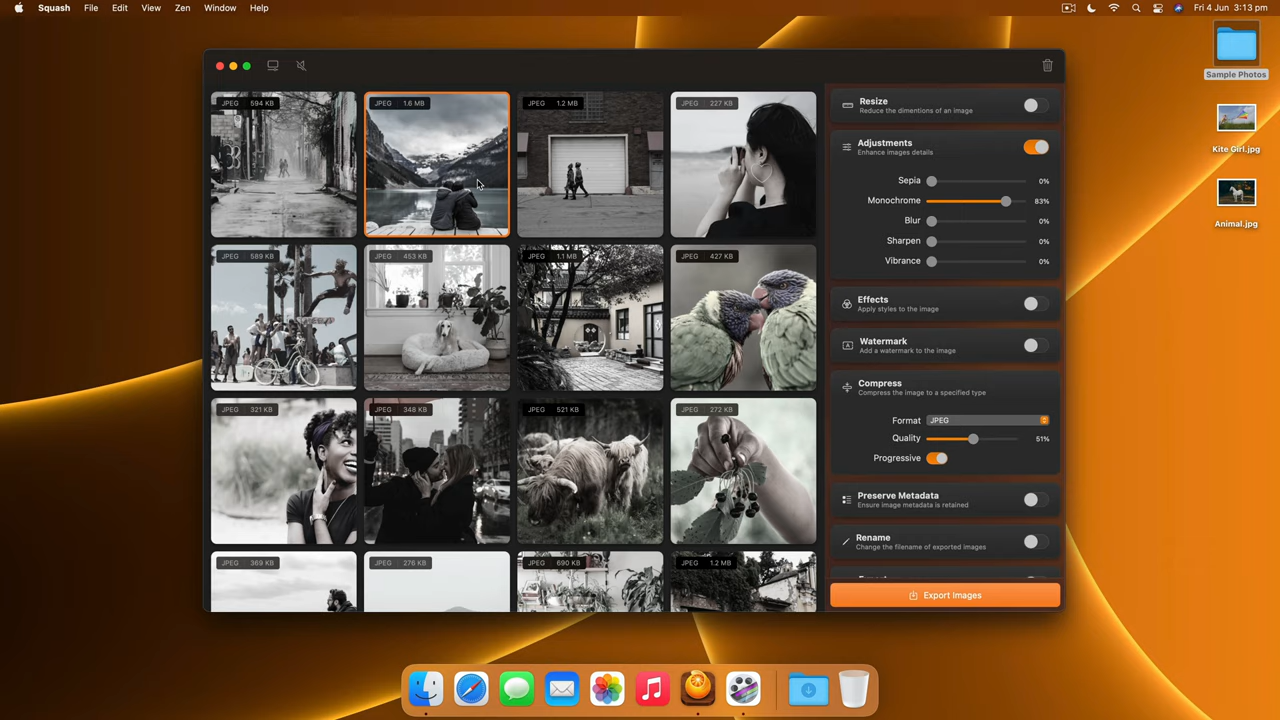 Squash File Edit View Zen Window Help Fri 4 Jun 3:13 pm
Sample Photos
Kite Girl.jpg
Animal.jpg
JPEG 594 KB
JPEG 1.6 MB
JPEG 1.2 MB
JPEG 227 KB
JPEG 589 KB
JPEG 453 KB
JPEG 1.1 MB
JPEG 427 KB
JPEG 321 KB
JPEG 348 KB
JPEG 521 KB
JPEG 272 KB
JPEG 369 KB
JPEG 276 KB
JPEG 690 KB
JPEG 1.2 MB
Resize
Reduce the dimentions of an image
Adjustments
Enhance images details
Sepia 0%
Monochrome 83%
Blur 0%
Sharpen 0%
Vibrance 0%
Effects
Apply styles to the image
Watermark
Add a watermark to the image
Compress
Compress the image to a specified type
Format JPEG
Quality 51%
Progressive
Preserve Metadata
Ensure image metadata is retained
Rename
Change the filename of exported images
Export Images